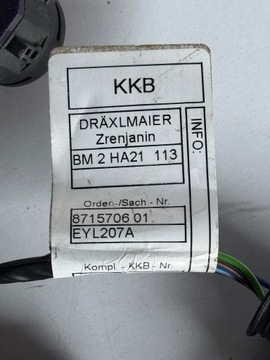 KKB
DRÄXLMAIER
Zrenjanin
BM 2 HA21 113
INFO:
Order-/Sach.- Nr.
8715706 01
EYL207A
Kompl. - KKB - Nr.